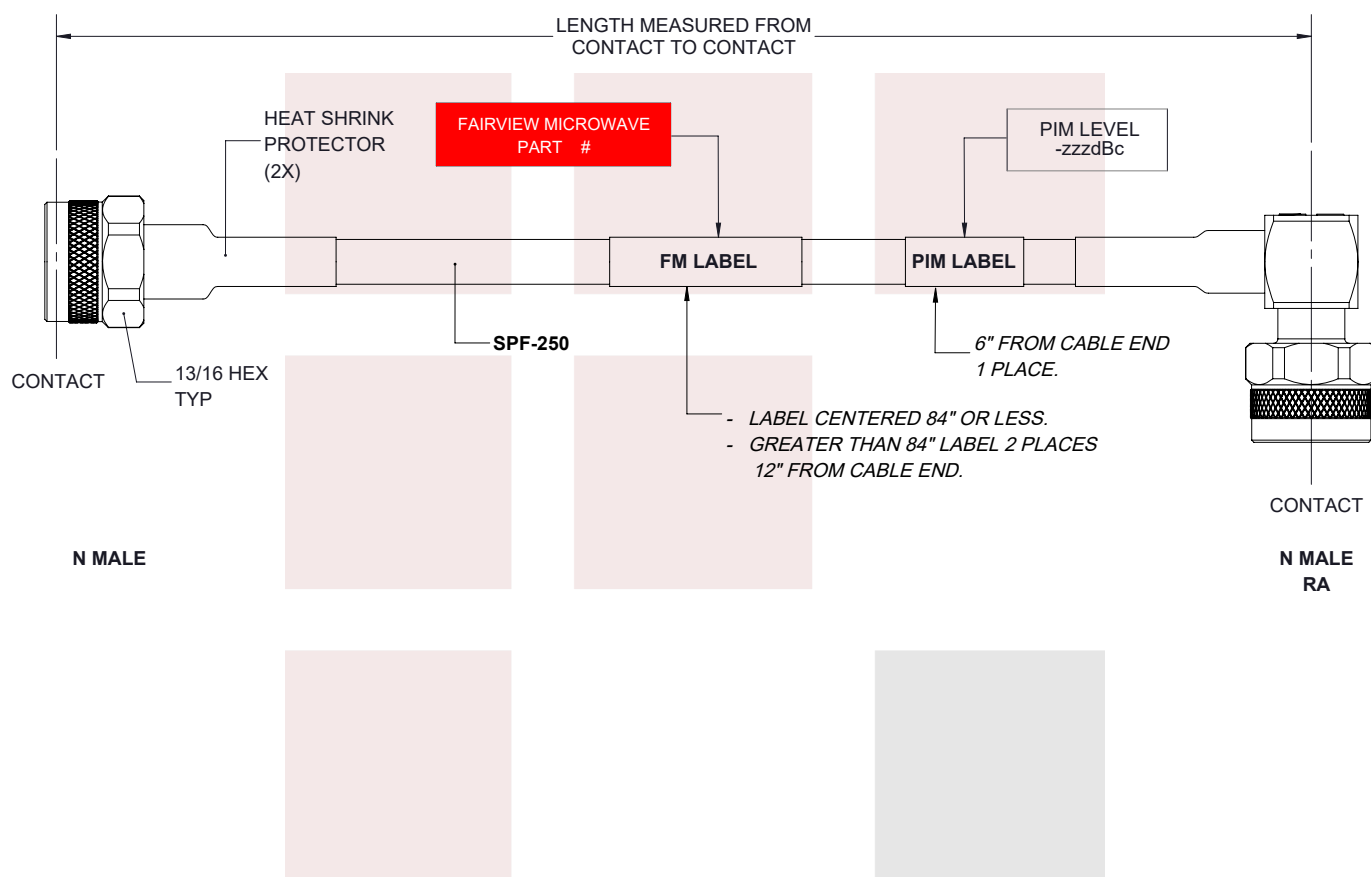 LENGTH MEASURED FROM
CONTACT TO CONTACT
HEAT SHRINK
PROTECTOR
(2X)
FAIRVIEW MICROWAVE
PART #
PIM LEVEL
-zzzdBc
FM LABEL
PIM LABEL
SPF-250
6" FROM CABLE END
1 PLACE.
CONTACT
13/16 HEX
TYP
- LABEL CENTERED 84" OR LESS.
- GREATER THAN 84" LABEL 2 PLACES
12" FROM CABLE END.
CONTACT
N MALE
N MALE
RA